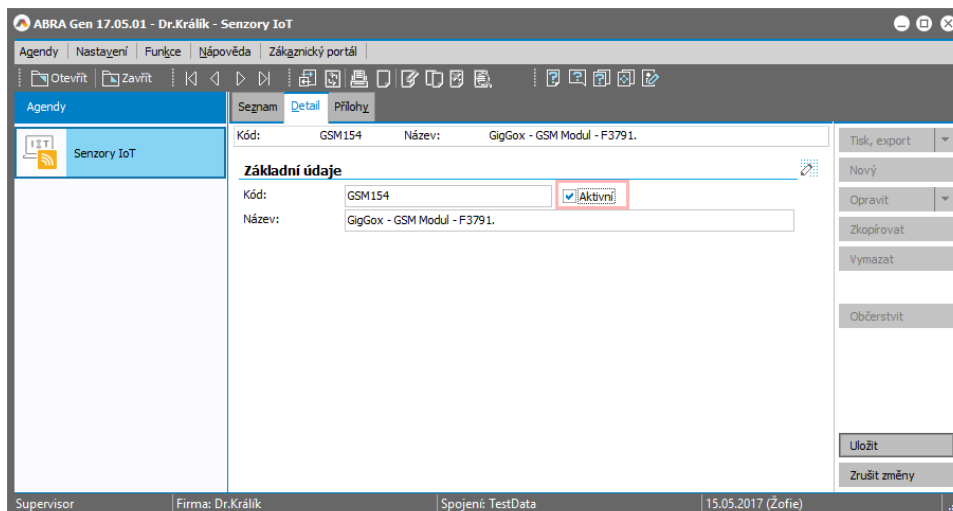 ABRA Gen 17.05.01 - Dr.Králík - Senzory IoT
Agendy Nastavení Funkce Nápověda Zákaznický portál
Otevřít Zavřít
Agendy
Seznam Detail Přílohy
IIT
Senzory IoT
Kód: GSM154 Název: GigGox - GSM Modul - F3791.
Základní údaje
Kód: GSM154 Aktivní
Název: GigGox - GSM Modul - F3791.
Tisk, export
Nový
Opravit
Zkopírovat
Vymazat
Občerstvit
Uložit
Zrušit změny
Supervisor Firma: Dr.Králík Spojení: TestData 15.05.2017 (Žofie)